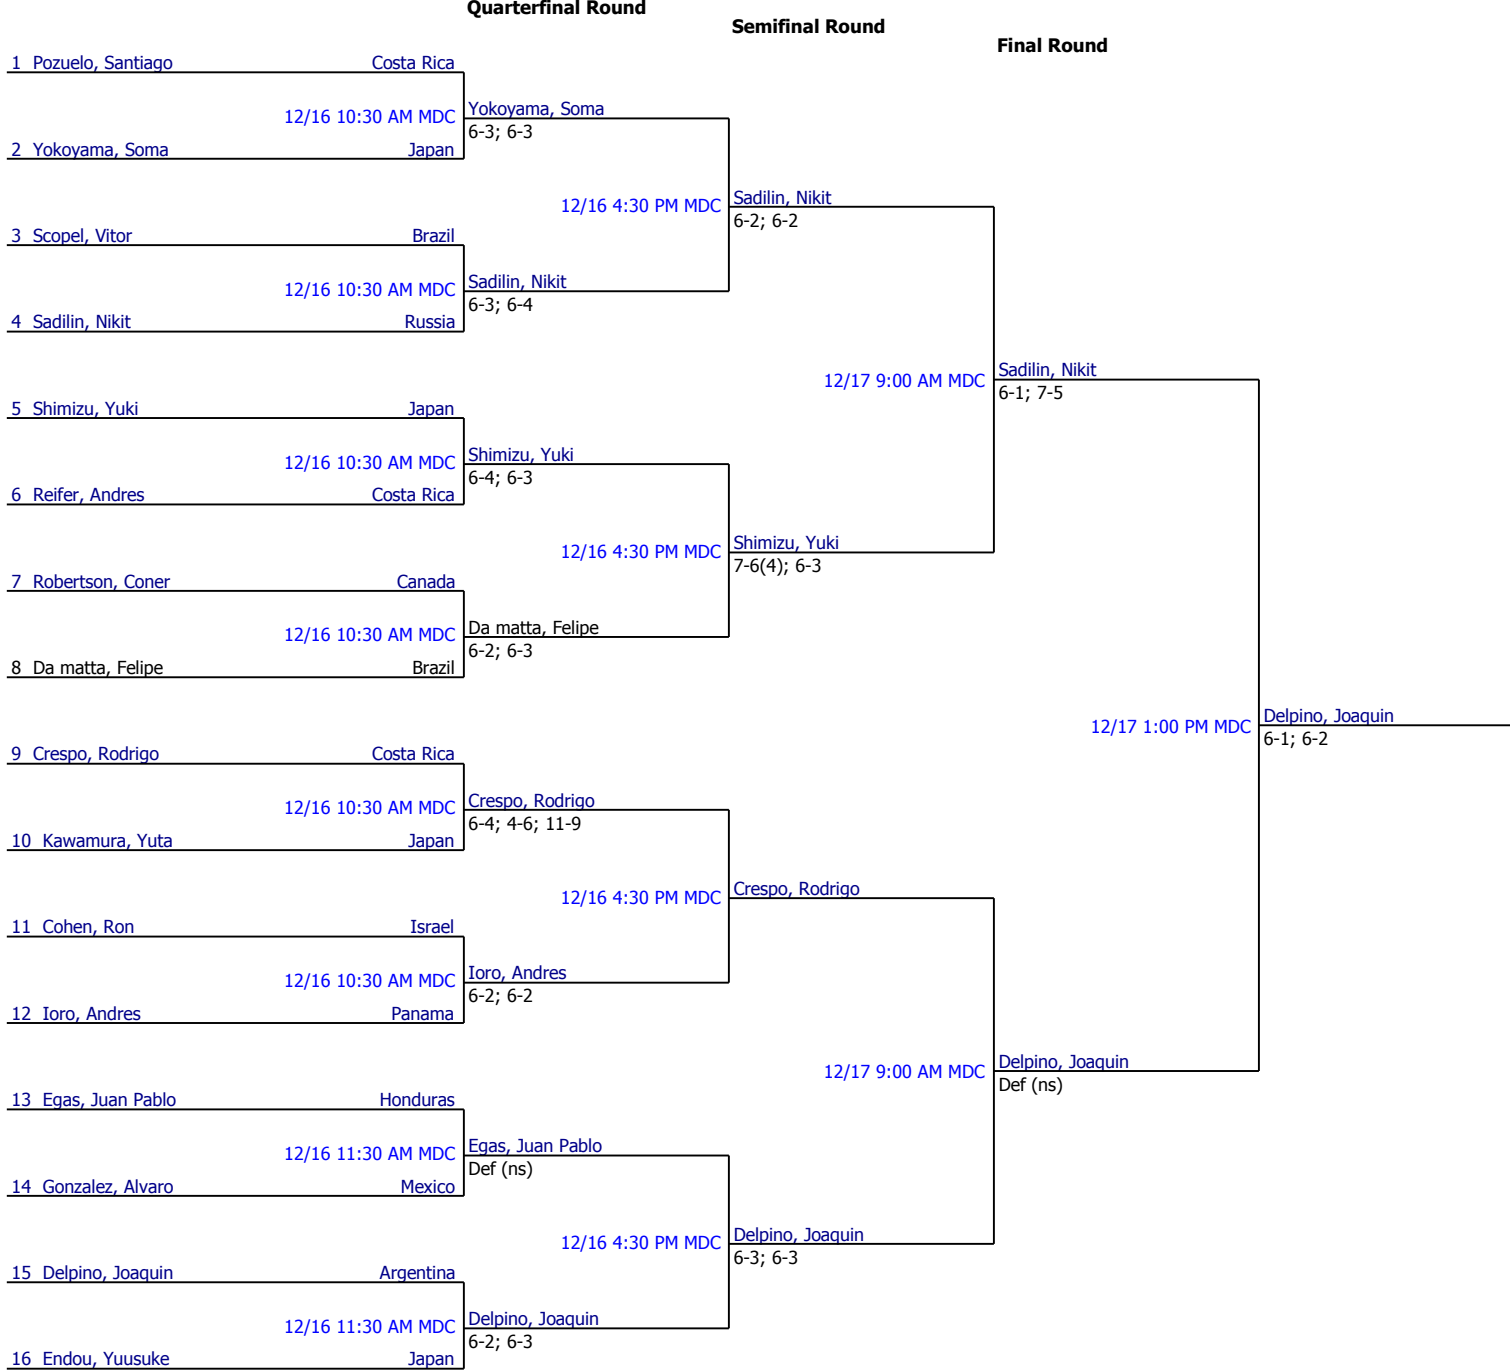 Quarterfinal Round
Semifinal Round
Final Round
1 Pozuelo, Santiago Costa Rica
12/16 10:30 AM MDC Yokoyama, Soma
6-3; 6-3
2 Yokoyama, Soma Japan
12/16 4:30 PM MDC Sadilin, Nikit
6-2; 6-2
3 Scopel, Vitor Brazil
12/16 10:30 AM MDC Sadilin, Nikit
6-3; 6-4
4 Sadilin, Nikit Russia
12/17 9:00 AM MDC Sadilin, Nikit
6-1; 7-5
5 Shimizu, Yuki Japan
12/16 10:30 AM MDC Shimizu, Yuki
6-4; 6-3
6 Reifer, Andres Costa Rica
12/16 4:30 PM MDC Shimizu, Yuki
7-6(4); 6-3
7 Robertson, Coner Canada
12/16 10:30 AM MDC Da matta, Felipe
6-2; 6-3
8 Da matta, Felipe Brazil
12/17 1:00 PM MDC Delpino, Joaquin
6-1; 6-2
9 Crespo, Rodrigo Costa Rica
12/16 10:30 AM MDC Crespo, Rodrigo
6-4; 4-6; 11-9
10 Kawamura, Yuta Japan
12/16 4:30 PM MDC Crespo, Rodrigo
11 Cohen, Ron Israel
12/16 10:30 AM MDC Ioro, Andres
6-2; 6-2
12 Ioro, Andres Panama
12/17 9:00 AM MDC Delpino, Joaquin
Def (ns)
13 Egas, Juan Pablo Honduras
12/16 11:30 AM MDC Egas, Juan Pablo
Def (ns)
14 Gonzalez, Alvaro Mexico
12/16 4:30 PM MDC Delpino, Joaquin
6-3; 6-3
15 Delpino, Joaquin Argentina
12/16 11:30 AM MDC Delpino, Joaquin
6-2; 6-3
16 Endou, Yuusuke Japan